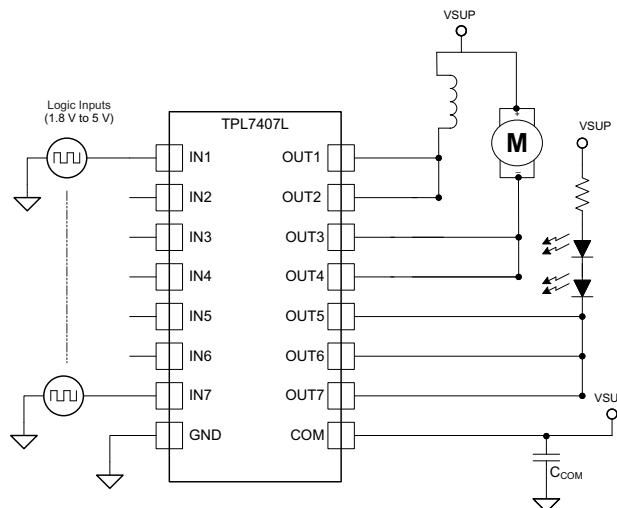 VSUP
Logic Inputs
(1.8 V to 5 V)
TPL7407L
VSUP
+
M
-
IN1
OUT1
IN2
OUT2
IN3
OUT3
IN4
OUT4
IN5
OUT5
IN6
OUT6
IN7
OUT7
VSU
GND
COM
CCOM